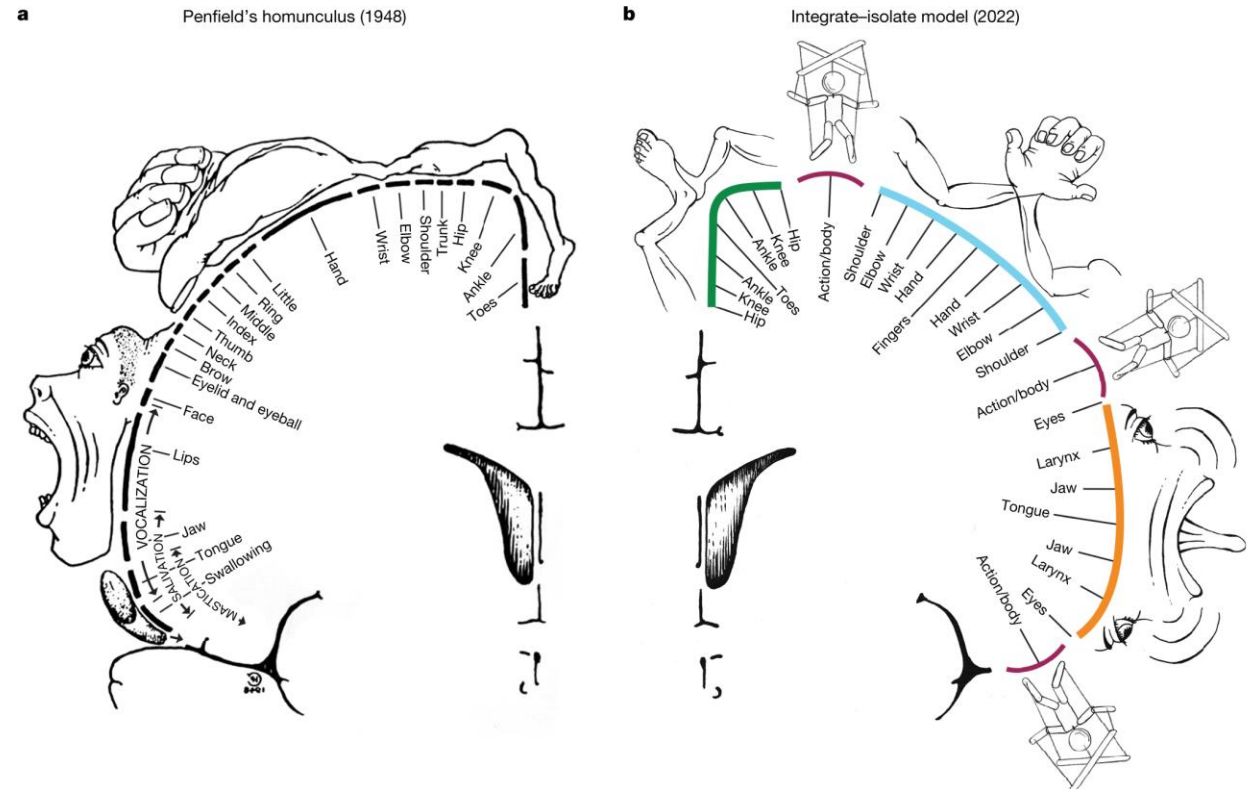 a
Penfield's homunculus (1948)
Hand
Wrist
Elbow
Shoulder
Trunk
Hip
Knee
Ankle
Toes
Little
Ring
Middle
Index
Thumb
Neck
Brow
Eyelid and eyeball
Face
Lips
Jaw
Tongue
Swallowing
VOCALIZATION
SALIVATION
MASTICATION
b
Integrate–isolate model (2022)
Hip
Knee
Ankle
Toes
Ankle
Knee
Hip
Action/body
Shoulder
Elbow
Wrist
Hand
Fingers
Hand
Wrist
Elbow
Shoulder
Action/body
Eyes
Larynx
Jaw
Tongue
Jaw
Larynx
Eyes
Action/body